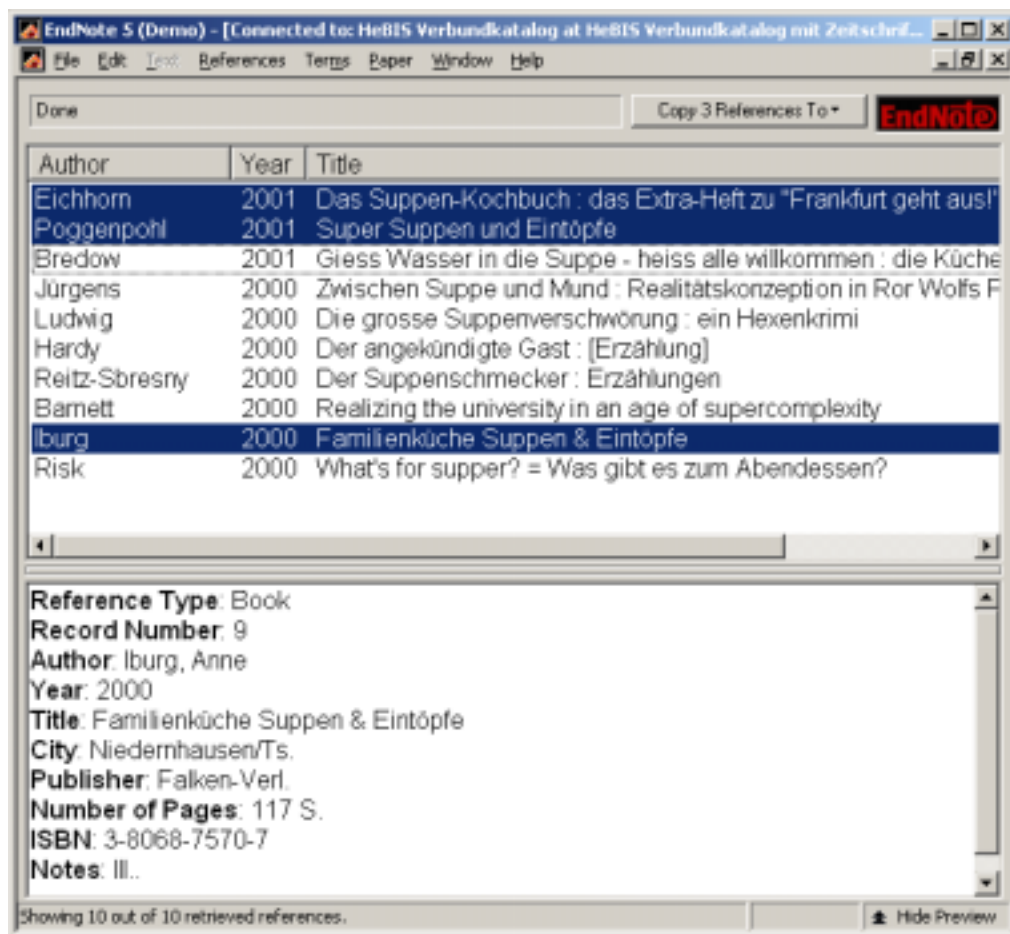 EndNote 5 (Demo) - [Connected to: HeBIS Verbundkatalog at HeBIS Verbundkatalog mit Zeitschrif...
File Edit Text References Terms Paper Window Help
Done Copy 3 References To EndNote
Author Year Title
Eichhorn 2001 Das Suppen-Kochbuch : das Extra-Heft zu "Frankfurt geht aus!"
Poggenpohl 2001 Super Suppen und Eintöpfe
Bredow 2001 Giess Wasser in die Suppe - heiss alle willkommen : die Küche
Jürgens 2000 Zwischen Suppe und Mund : Realitätskonzeption in Ror Wolfs F
Ludwig 2000 Die grosse Suppenverschwörung : ein Hexenkrimi
Hardy 2000 Der angekündigte Gast : [Erzählung]
Reitz-Sbresny 2000 Der Suppenschmecker : Erzählungen
Barnett 2000 Realizing the university in an age of supercomplexity
Iburg 2000 Familienküche Suppen & Eintöpfe
Risk 2000 What's for supper? = Was gibt es zum Abendessen?
Reference Type: Book
Record Number: 9
Author: Iburg, Anne
Year: 2000
Title: Familienküche Suppen & Eintöpfe
City: Niedernhausen/Ts.
Publisher: Falken-Verl.
Number of Pages: 117 S.
ISBN: 3-8068-7570-7
Notes: Ill..
Showing 10 out of 10 retrieved references. Hide Preview